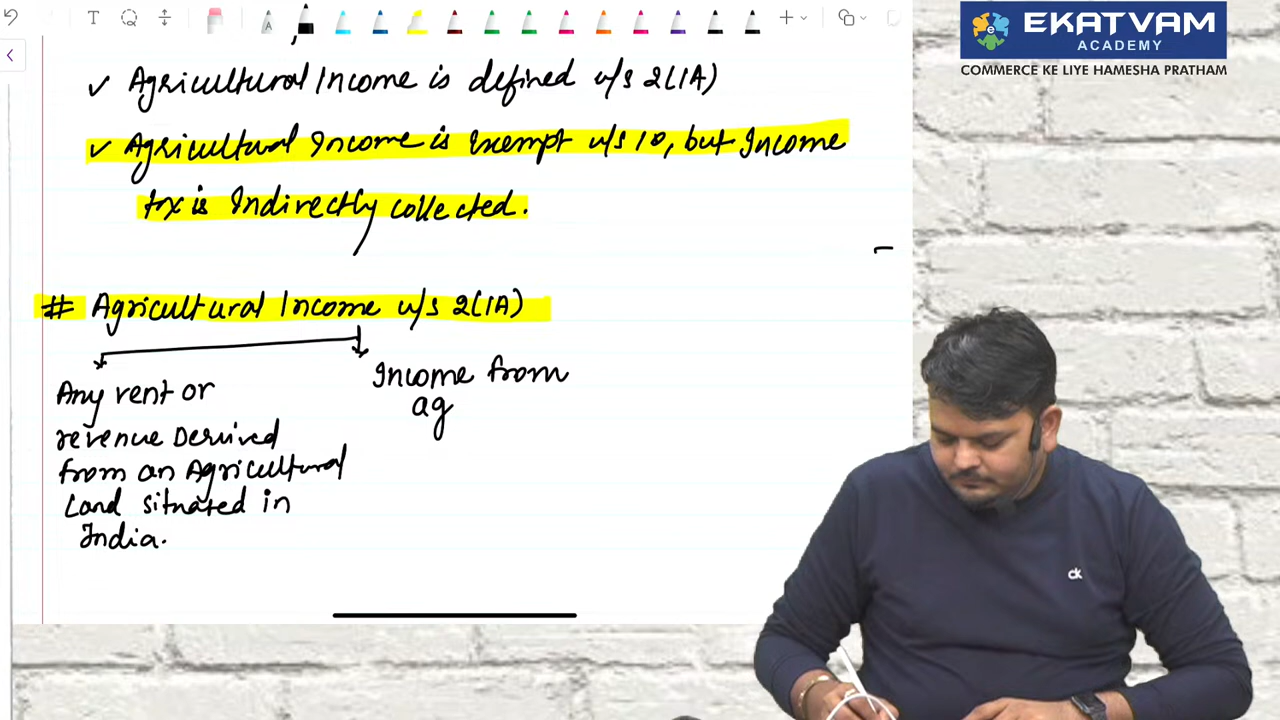 EKATVAM
ACADEMY
COMMERCE KE LIYE HAMESHA PRATHAM
✓ Agricultural Income is defined u/s 2(1A)
✓ Agricultural Income is Exempt u/s 10, but Income
tax is Indirectly collected.
# Agricultural Income u/s 2(1A)
Any rent or
revenue Derived
from an Agricultural
Land situated in
India.
Income from
ag
ck